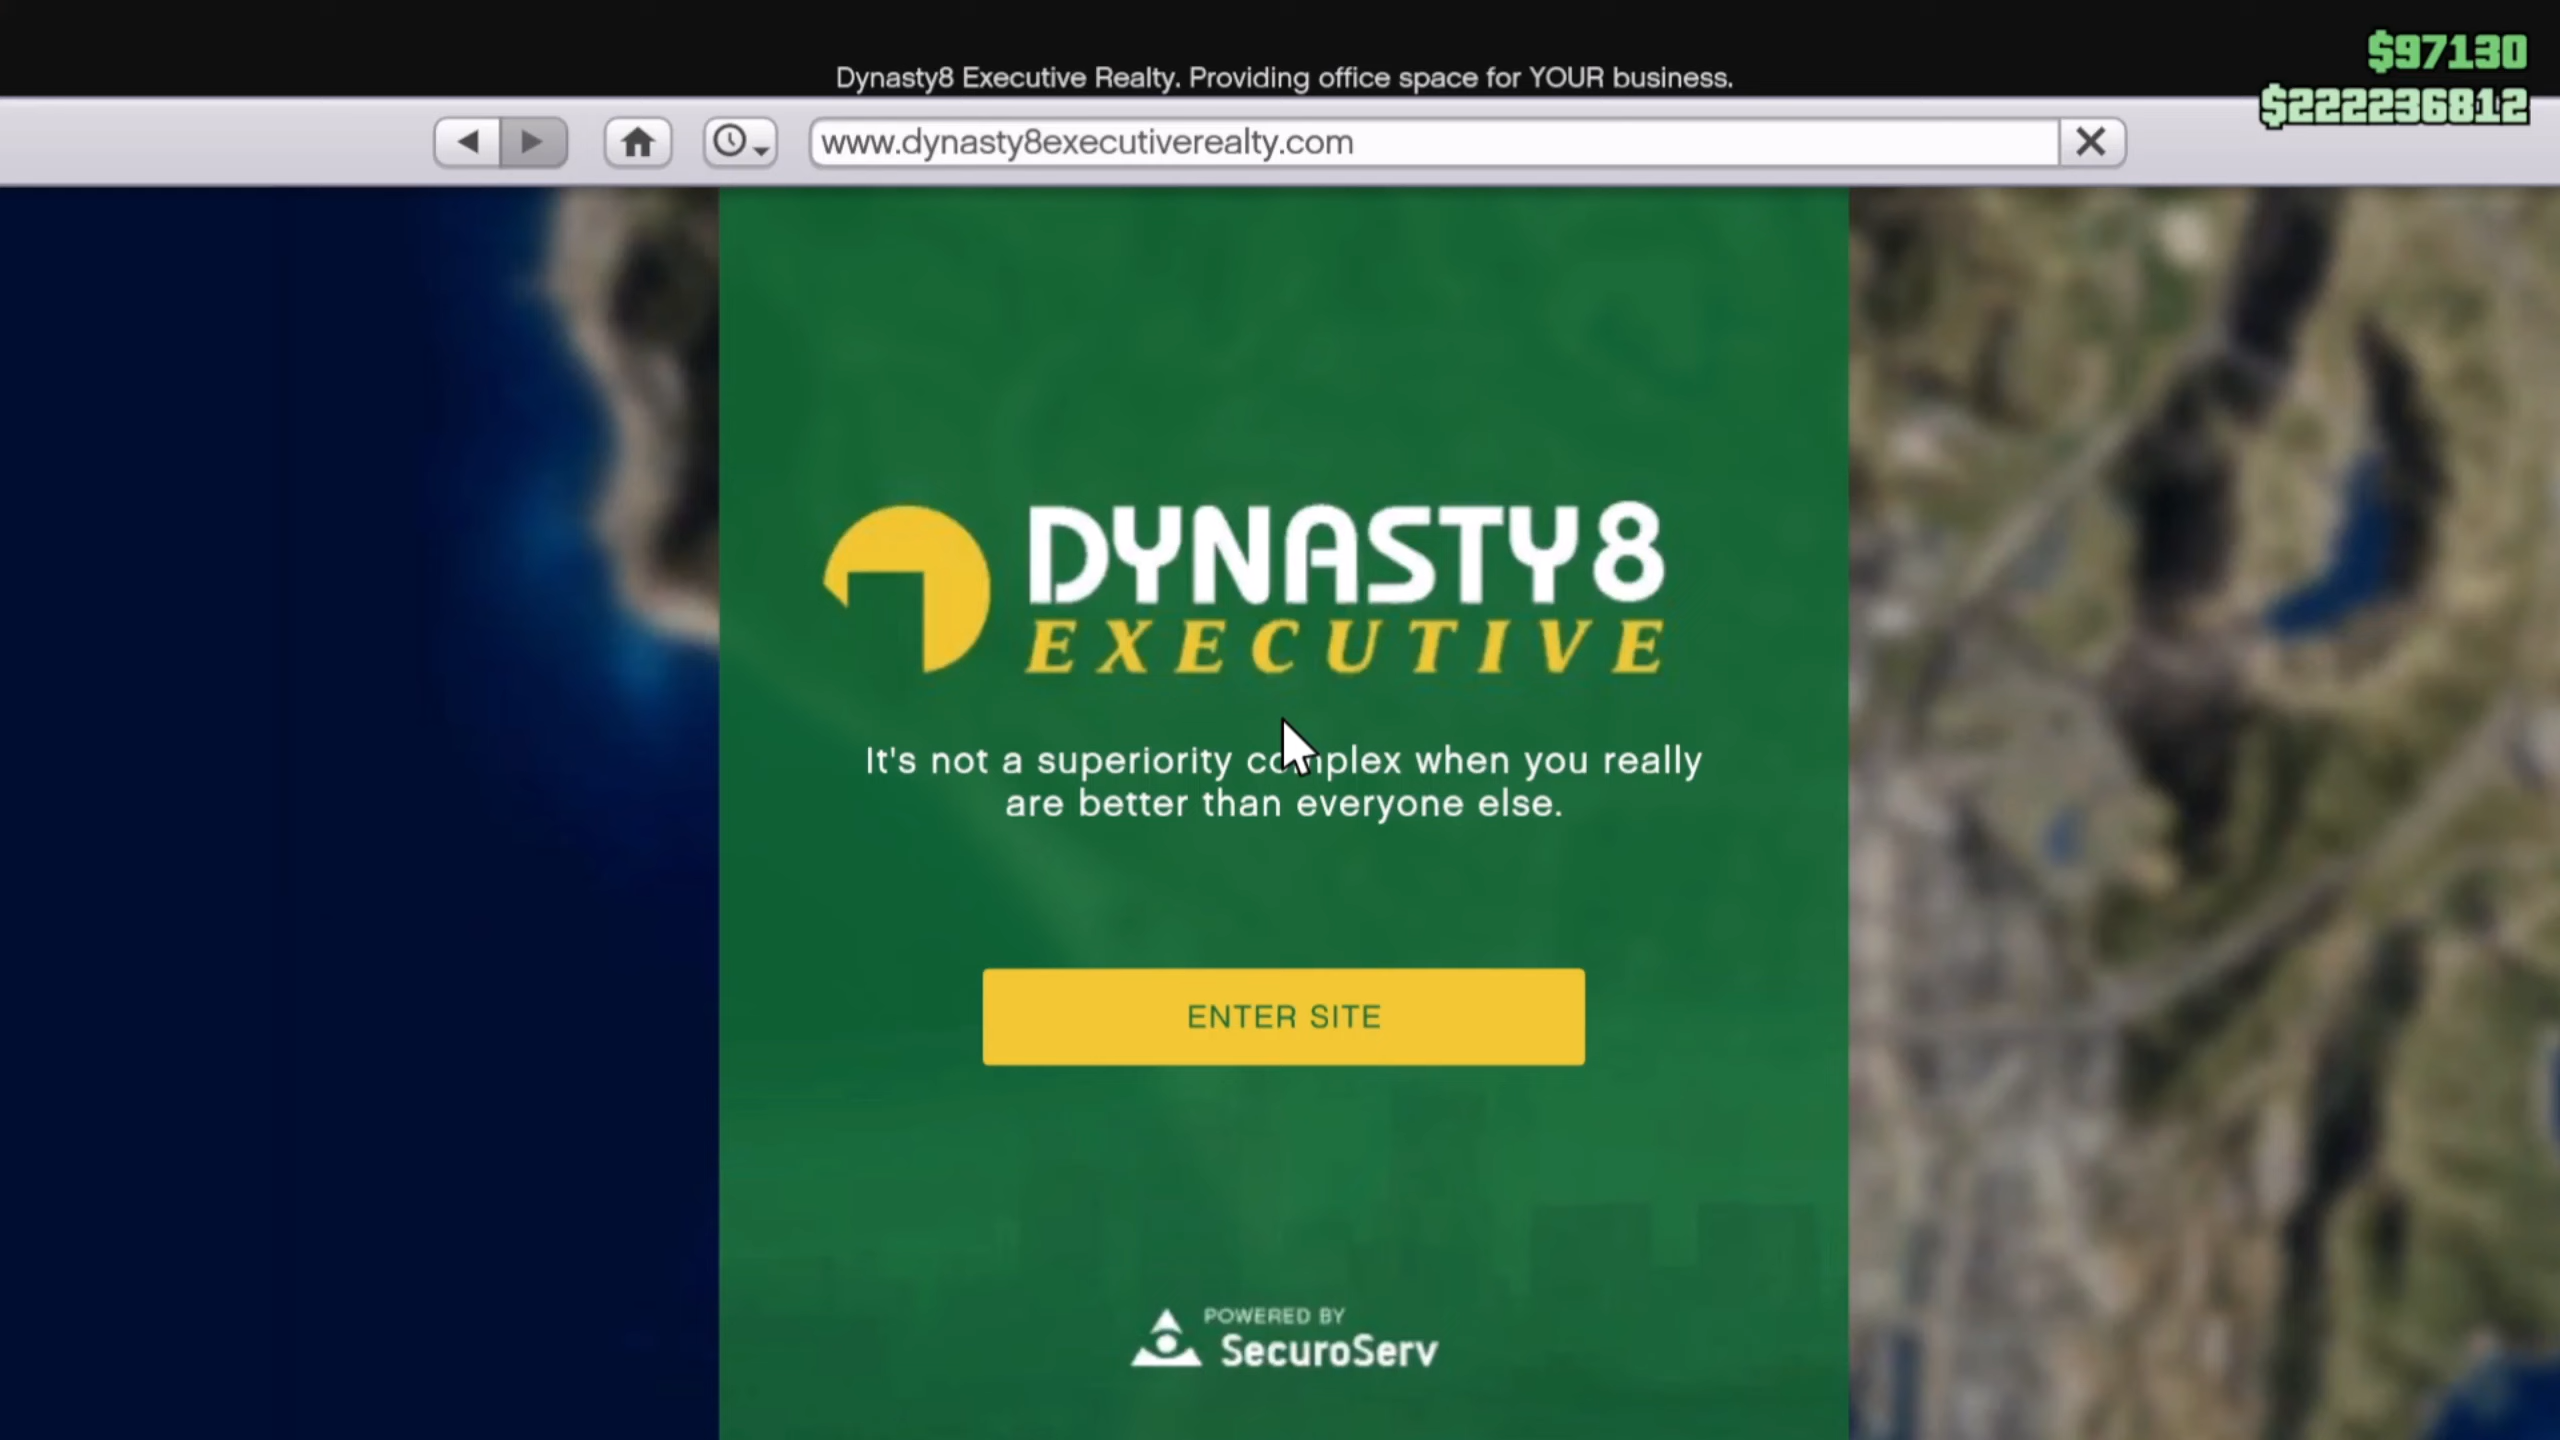 $97130
Dynasty8 Executive Realty. Providing office space for YOUR business.
$222236812
www.dynasty8executiverealty.com
DYNASTY8
EXECUTIVE
It's not a superiority complex when you really
are better than everyone else.
ENTER SITE
POWERED BY
SecuroServ